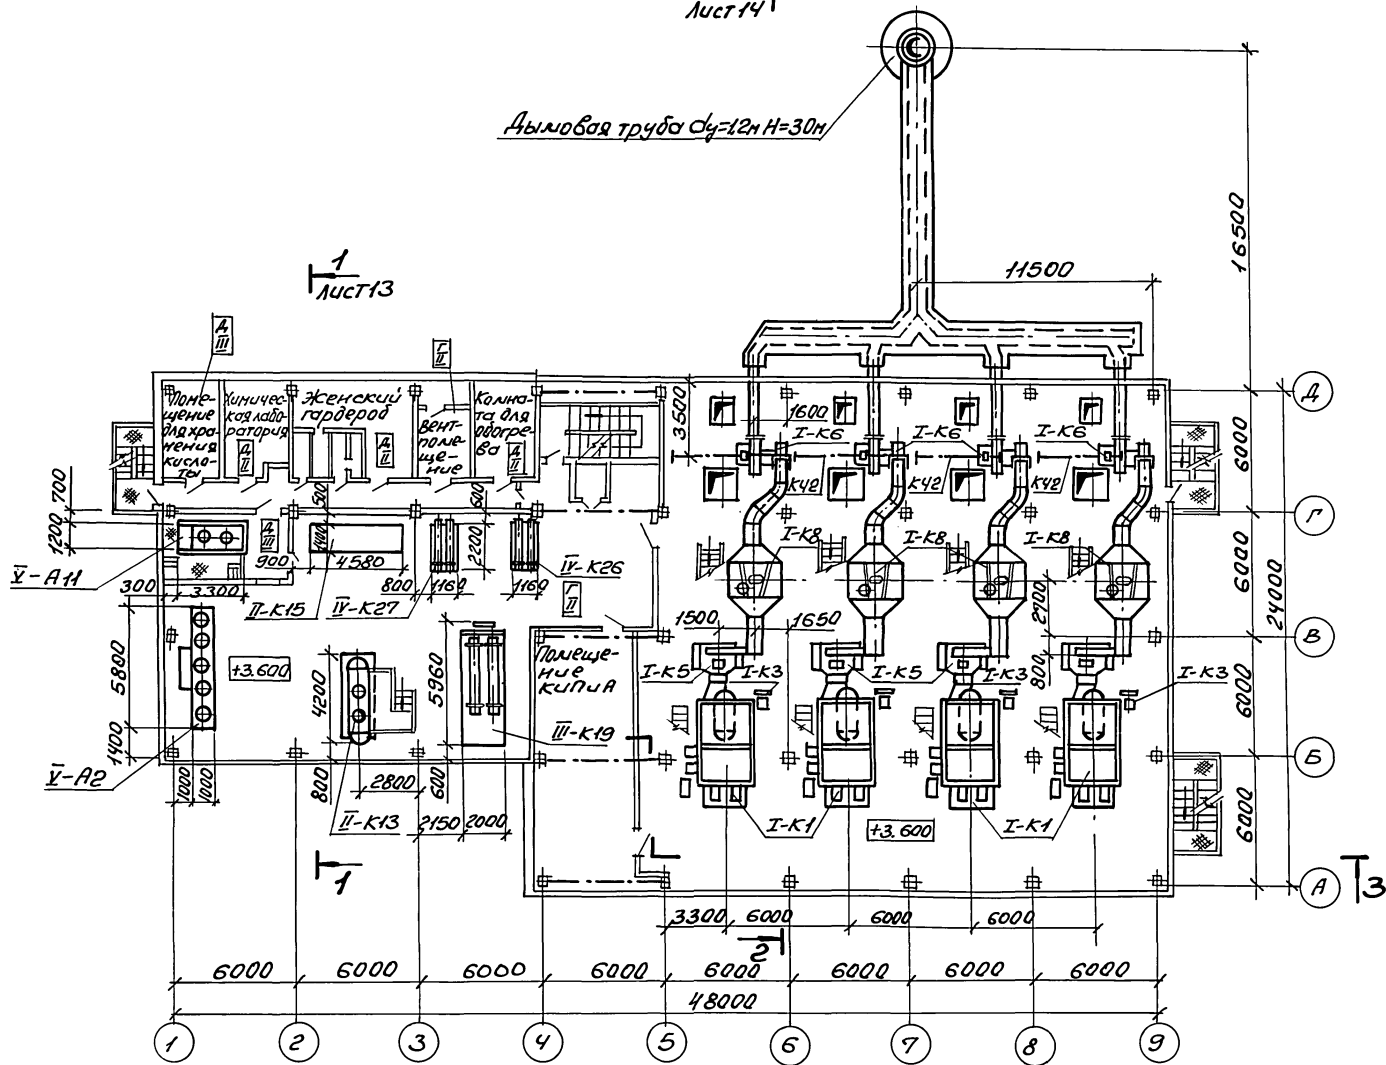 Лист 14
Дымовая труба dу=1.2м H=30м
16500
11500
1
Лист 13
Д
III
Г
II
Помеще-
щение
для хра-
нения
кисло-
ты
Химичес-
кая лабо-
ратория
Д
II
Женский
гардероб
Д
II
Вент-
поме-
ще-
ние
Комна-
та для
обогре-
ва
Д
II
3500
1600
I-К6
I-К6
I-К6
К42
К42
К42
6000
6000
6000
6000
24000
Д
Г
В
Б
А
700
1200
V-А11
300
3300
Д
III
900
500
1400
4580
600
2200
800
1160
1160
II-К15
IV-К27
IV-К26
Г
II
I-К8
I-К8
I-К8
2900
800
1500
1650
5800
1400
+3.600
4200
800
5960
600
Помеще-
ние
КИПиА
I-К5
I-К3
I-К5
I-К3
I-К3
III-К19
V-А2
1000
1000
2800
II-К13
2150
2000
I-К1
+3.600
I-К1
1
3
3300
6000
6000
6000
2
6000
6000
6000
6000
6000
6000
6000
6000
48000
1
2
3
4
5
6
7
8
9